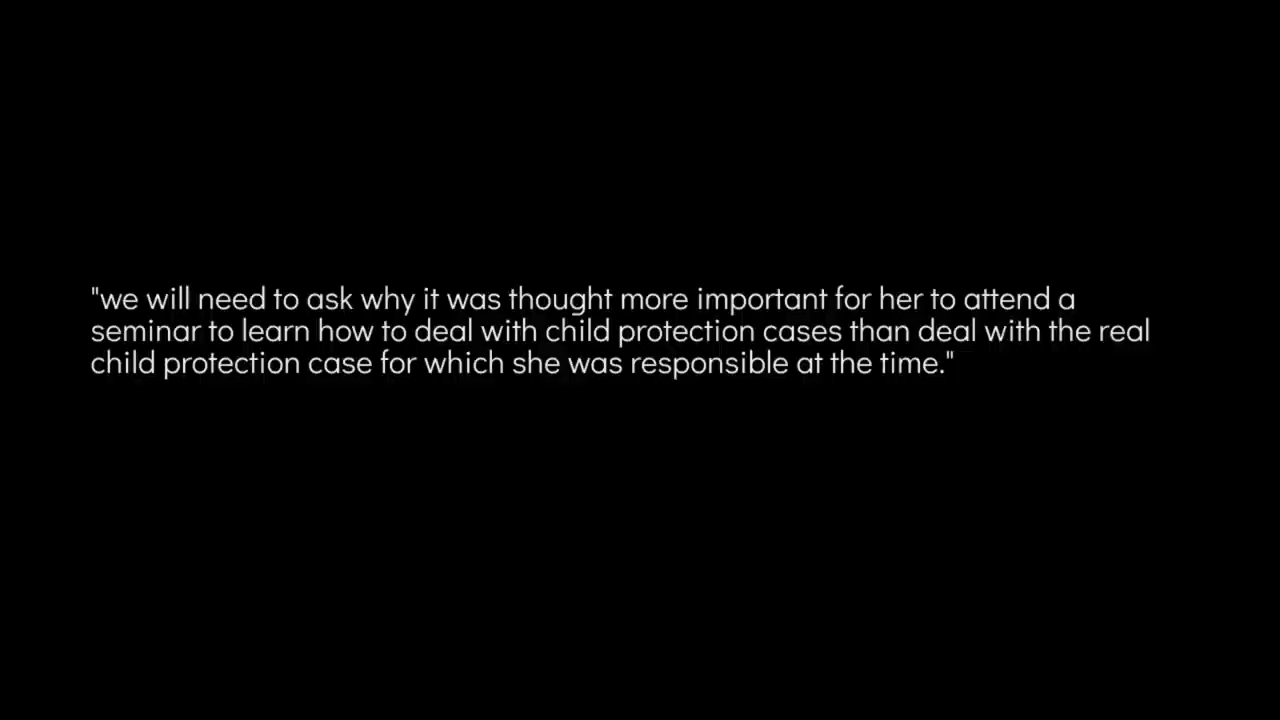 "we will need to ask why it was thought more important for her to attend a
seminar to learn how to deal with child protection cases than deal with the real
child protection case for which she was responsible at the time."